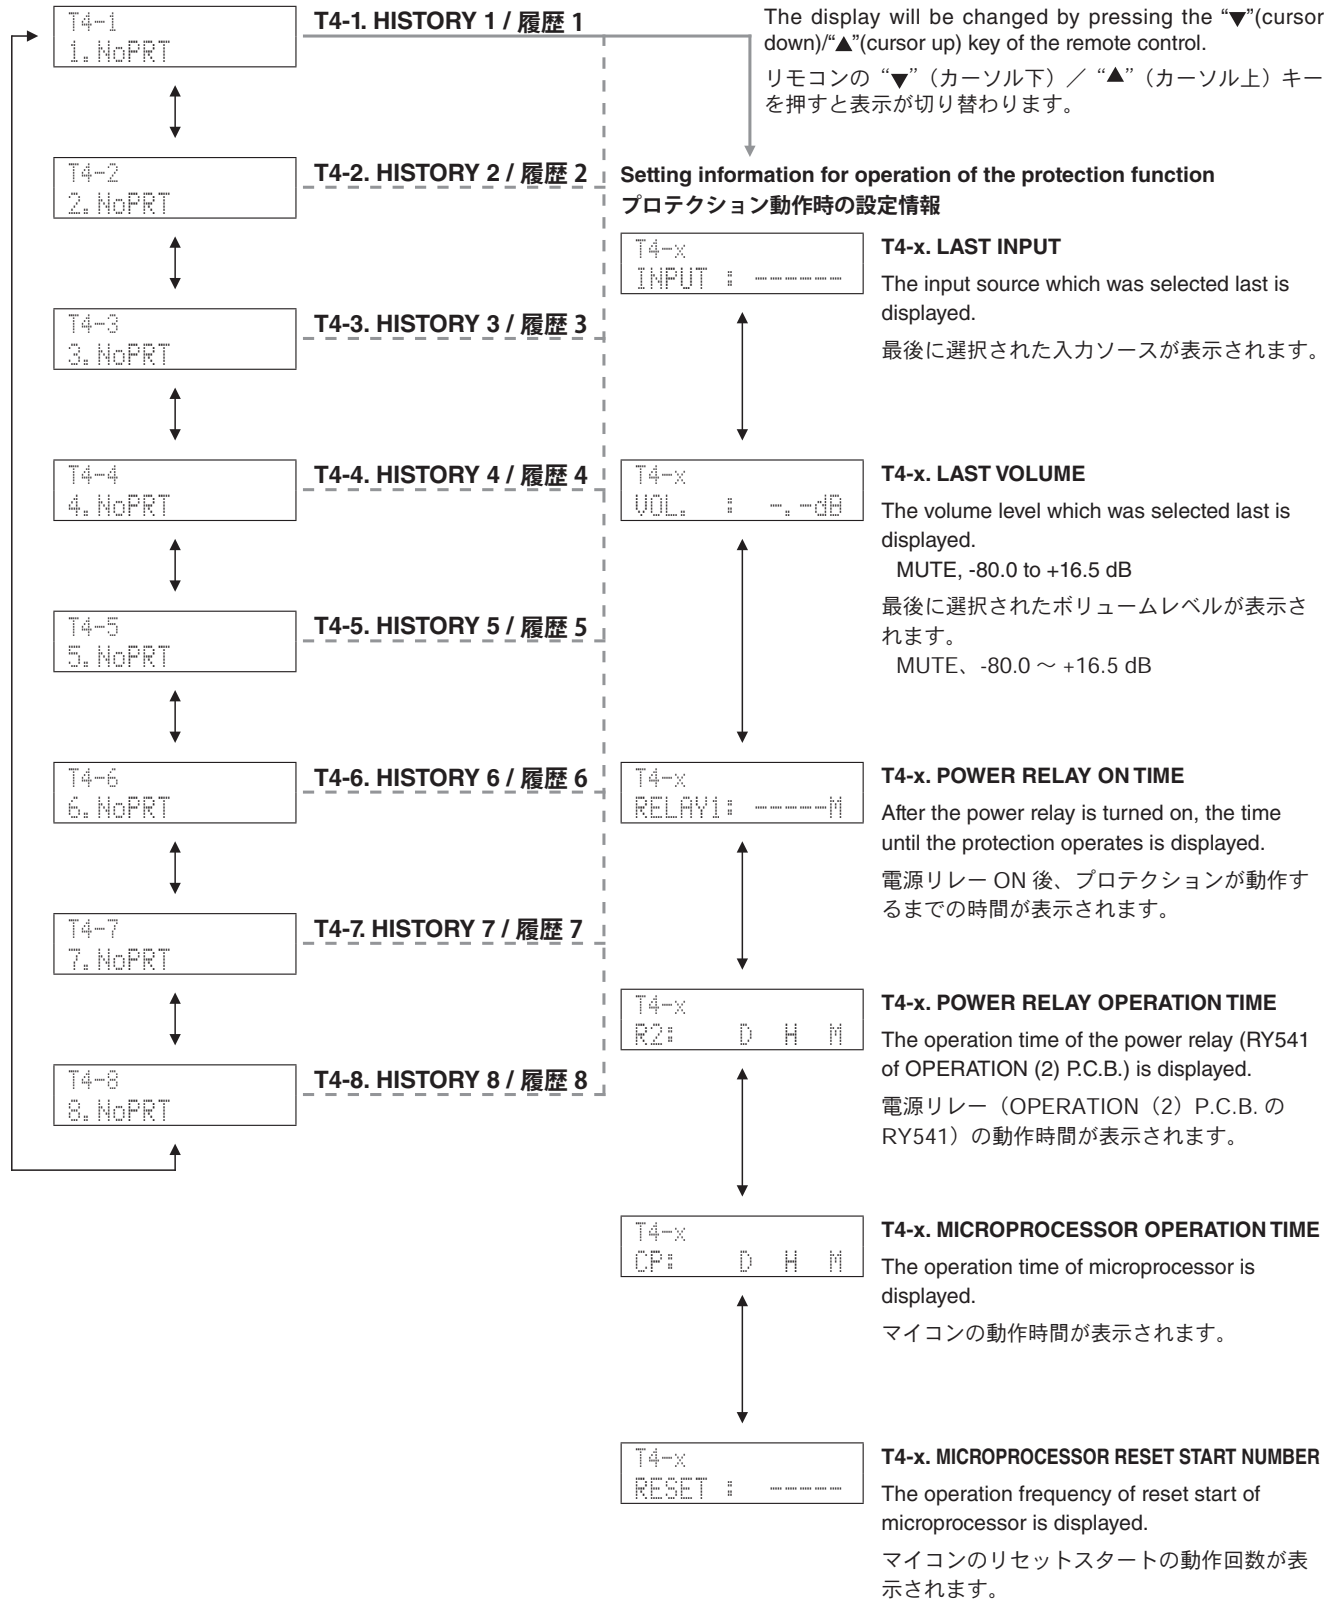 T4-1
1.NoPRT
T4-1. HISTORY 1 / 履歴 1
The display will be changed by pressing the “▼”(cursor
down)/“▲”(cursor up) key of the remote control.
リモコンの “▼”（カーソル下）／ “▲”（カーソル上）キー
を押すと表示が切り替わります。
T4-2
2.NoPRT
T4-2. HISTORY 2 / 履歴 2
T4-3
3.NoPRT
T4-3. HISTORY 3 / 履歴 3
T4-4
4.NoPRT
T4-4. HISTORY 4 / 履歴 4
T4-5
5.NoPRT
T4-5. HISTORY 5 / 履歴 5
T4-6
6.NoPRT
T4-6. HISTORY 6 / 履歴 6
T4-7
7.NoPRT
T4-7. HISTORY 7 / 履歴 7
T4-8
8.NoPRT
T4-8. HISTORY 8 / 履歴 8
Setting information for operation of the protection function
プロテクション動作時の設定情報
T4-x
INPUT : ------
T4-x. LAST INPUT
The input source which was selected last is
displayed.
最後に選択された入力ソースが表示されます。
T4-x
VOL. : -.-dB
T4-x. LAST VOLUME
The volume level which was selected last is
displayed.
MUTE, -80.0 to +16.5 dB
最後に選択されたボリュームレベルが表示さ
れます。
MUTE、-80.0 ～ +16.5 dB
T4-x
RELAY1: -----M
T4-x. POWER RELAY ON TIME
After the power relay is turned on, the time
until the protection operates is displayed.
電源リレー ON 後、プロテクションが動作す
るまでの時間が表示されます。
T4-x
R2: D H M
T4-x. POWER RELAY OPERATION TIME
The operation time of the power relay (RY541
of OPERATION (2) P.C.B.) is displayed.
電源リレー（OPERATION（2）P.C.B. の
RY541）の動作時間が表示されます。
T4-x
CP: D H M
T4-x. MICROPROCESSOR OPERATION TIME
The operation time of microprocessor is
displayed.
マイコンの動作時間が表示されます。
T4-x
RESET : -----
T4-x. MICROPROCESSOR RESET START NUMBER
The operation frequency of reset start of
microprocessor is displayed.
マイコンのリセットスタートの動作回数が表
示されます。